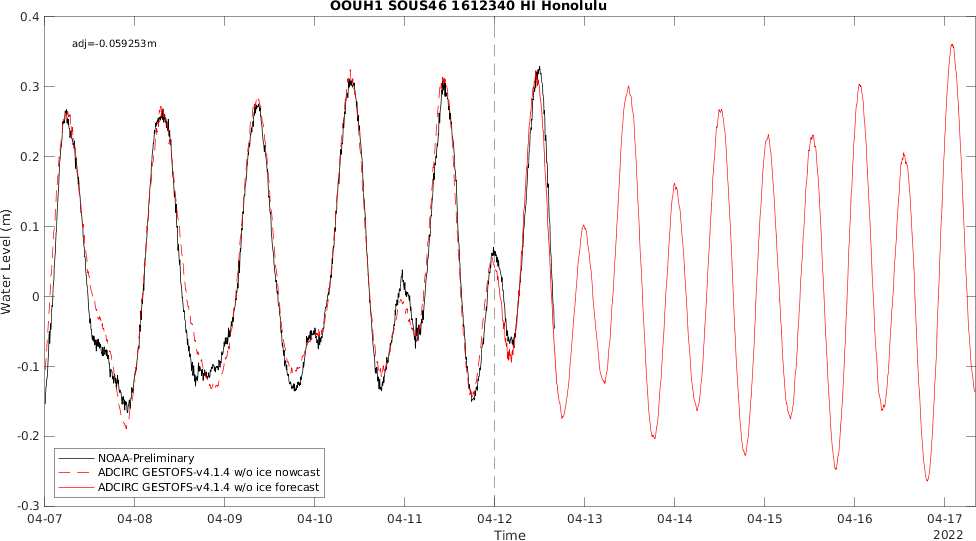 OOUH1 SOUS46 1612340 HI Honolulu
adj=-0.059253m
Water Level (m)
0.4
0.3
0.2
0.1
0
-0.1
-0.2
-0.3
NOAA-Preliminary
ADCIRC GESTOFS-v4.1.4 w/o ice nowcast
ADCIRC GESTOFS-v4.1.4 w/o ice forecast
04-07 04-08 04-09 04-10 04-11 04-12 04-13 04-14 04-15 04-16 04-17
Time 2022